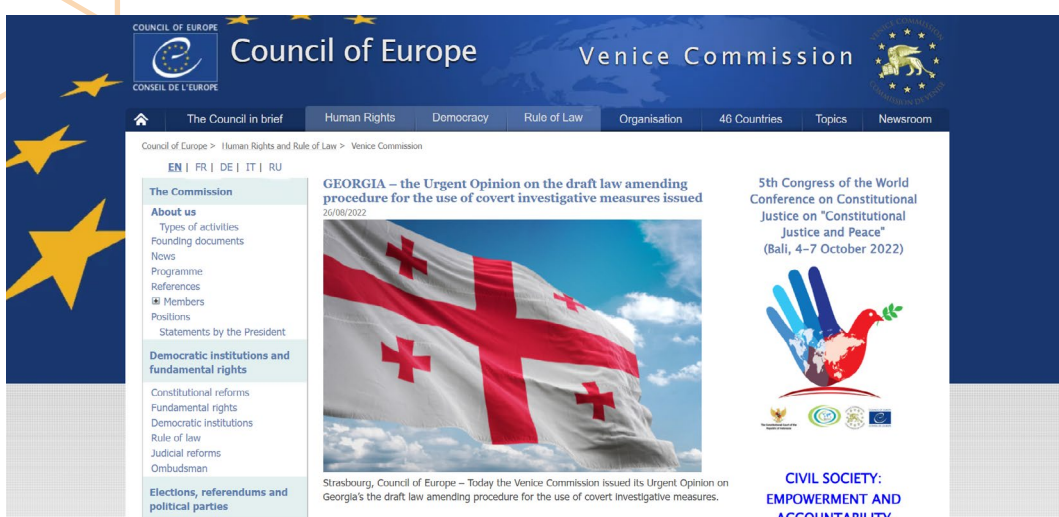 COUNCIL OF EUROPE
CONSEIL DE L'EUROPE
Council of Europe
Venice Commission
The Council in brief
Human Rights
Democracy
Rule of Law
Organisation
46 Countries
Topics
Newsroom
Council of Europe > Human Rights and Rule of Law > Venice Commission
EN | FR | DE | IT | RU
The Commission
About us
Types of activities
Founding documents
News
Programme
References
Members
Positions
Statements by the President
Democratic institutions and
fundamental rights
Constitutional reforms
Fundamental rights
Democratic institutions
Rule of law
Judicial reforms
Ombudsman
Elections, referendums and
political parties
GEORGIA – the Urgent Opinion on the draft law amending
procedure for the use of covert investigative measures issued
26/08/2022
Strasbourg, Council of Europe – Today the Venice Commission issued its Urgent Opinion on
Georgia's the draft law amending procedure for the use of covert investigative measures.
5th Congress of the World
Conference on Constitutional
Justice on "Constitutional
Justice and Peace"
(Bali, 4-7 October 2022)
CIVIL SOCIETY:
EMPOWERMENT AND
ACCOUNTABILITY